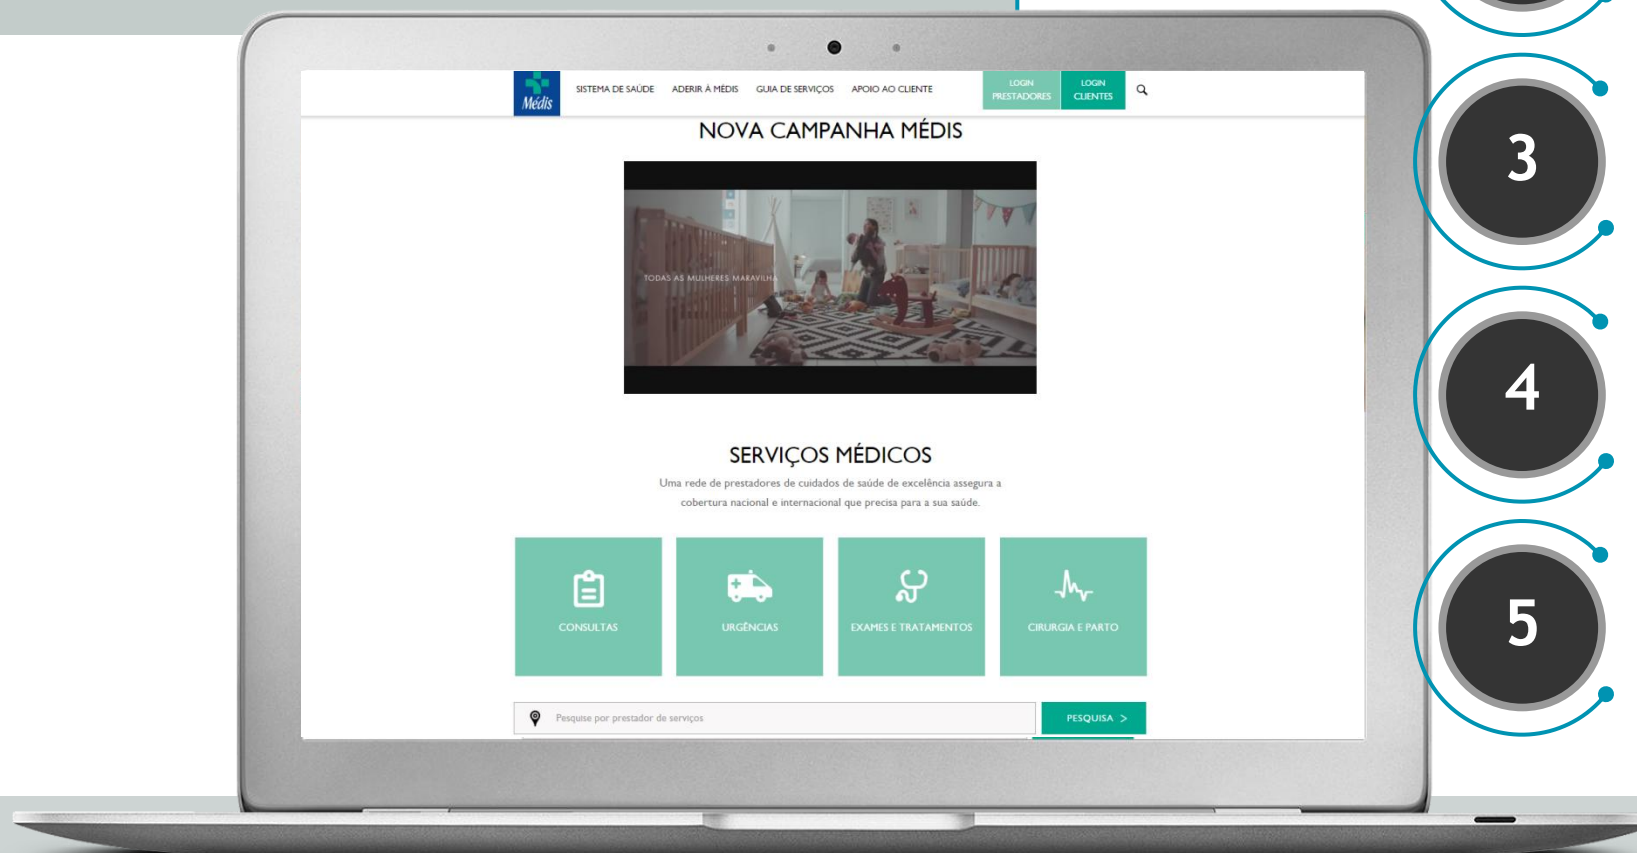 Médis
SISTEMA DE SAÚDE
ADERIR À MÉDIS
GUIA DE SERVIÇOS
APOIO AO CLIENTE
LOGIN
PRESTADORES
LOGIN
CLIENTES
NOVA CAMPANHA MÉDIS
TODAS AS MULHERES MARAVILHA
SERVIÇOS MÉDICOS
Uma rede de prestadores de cuidados de saúde de excelência assegura a
cobertura nacional e internacional que precisa para a sua saúde.
CONSULTAS
URGÊNCIAS
EXAMES E TRATAMENTOS
CIRURGIA E PARTO
Pesquise por prestador de serviços
PESQUISA >
3
4
5